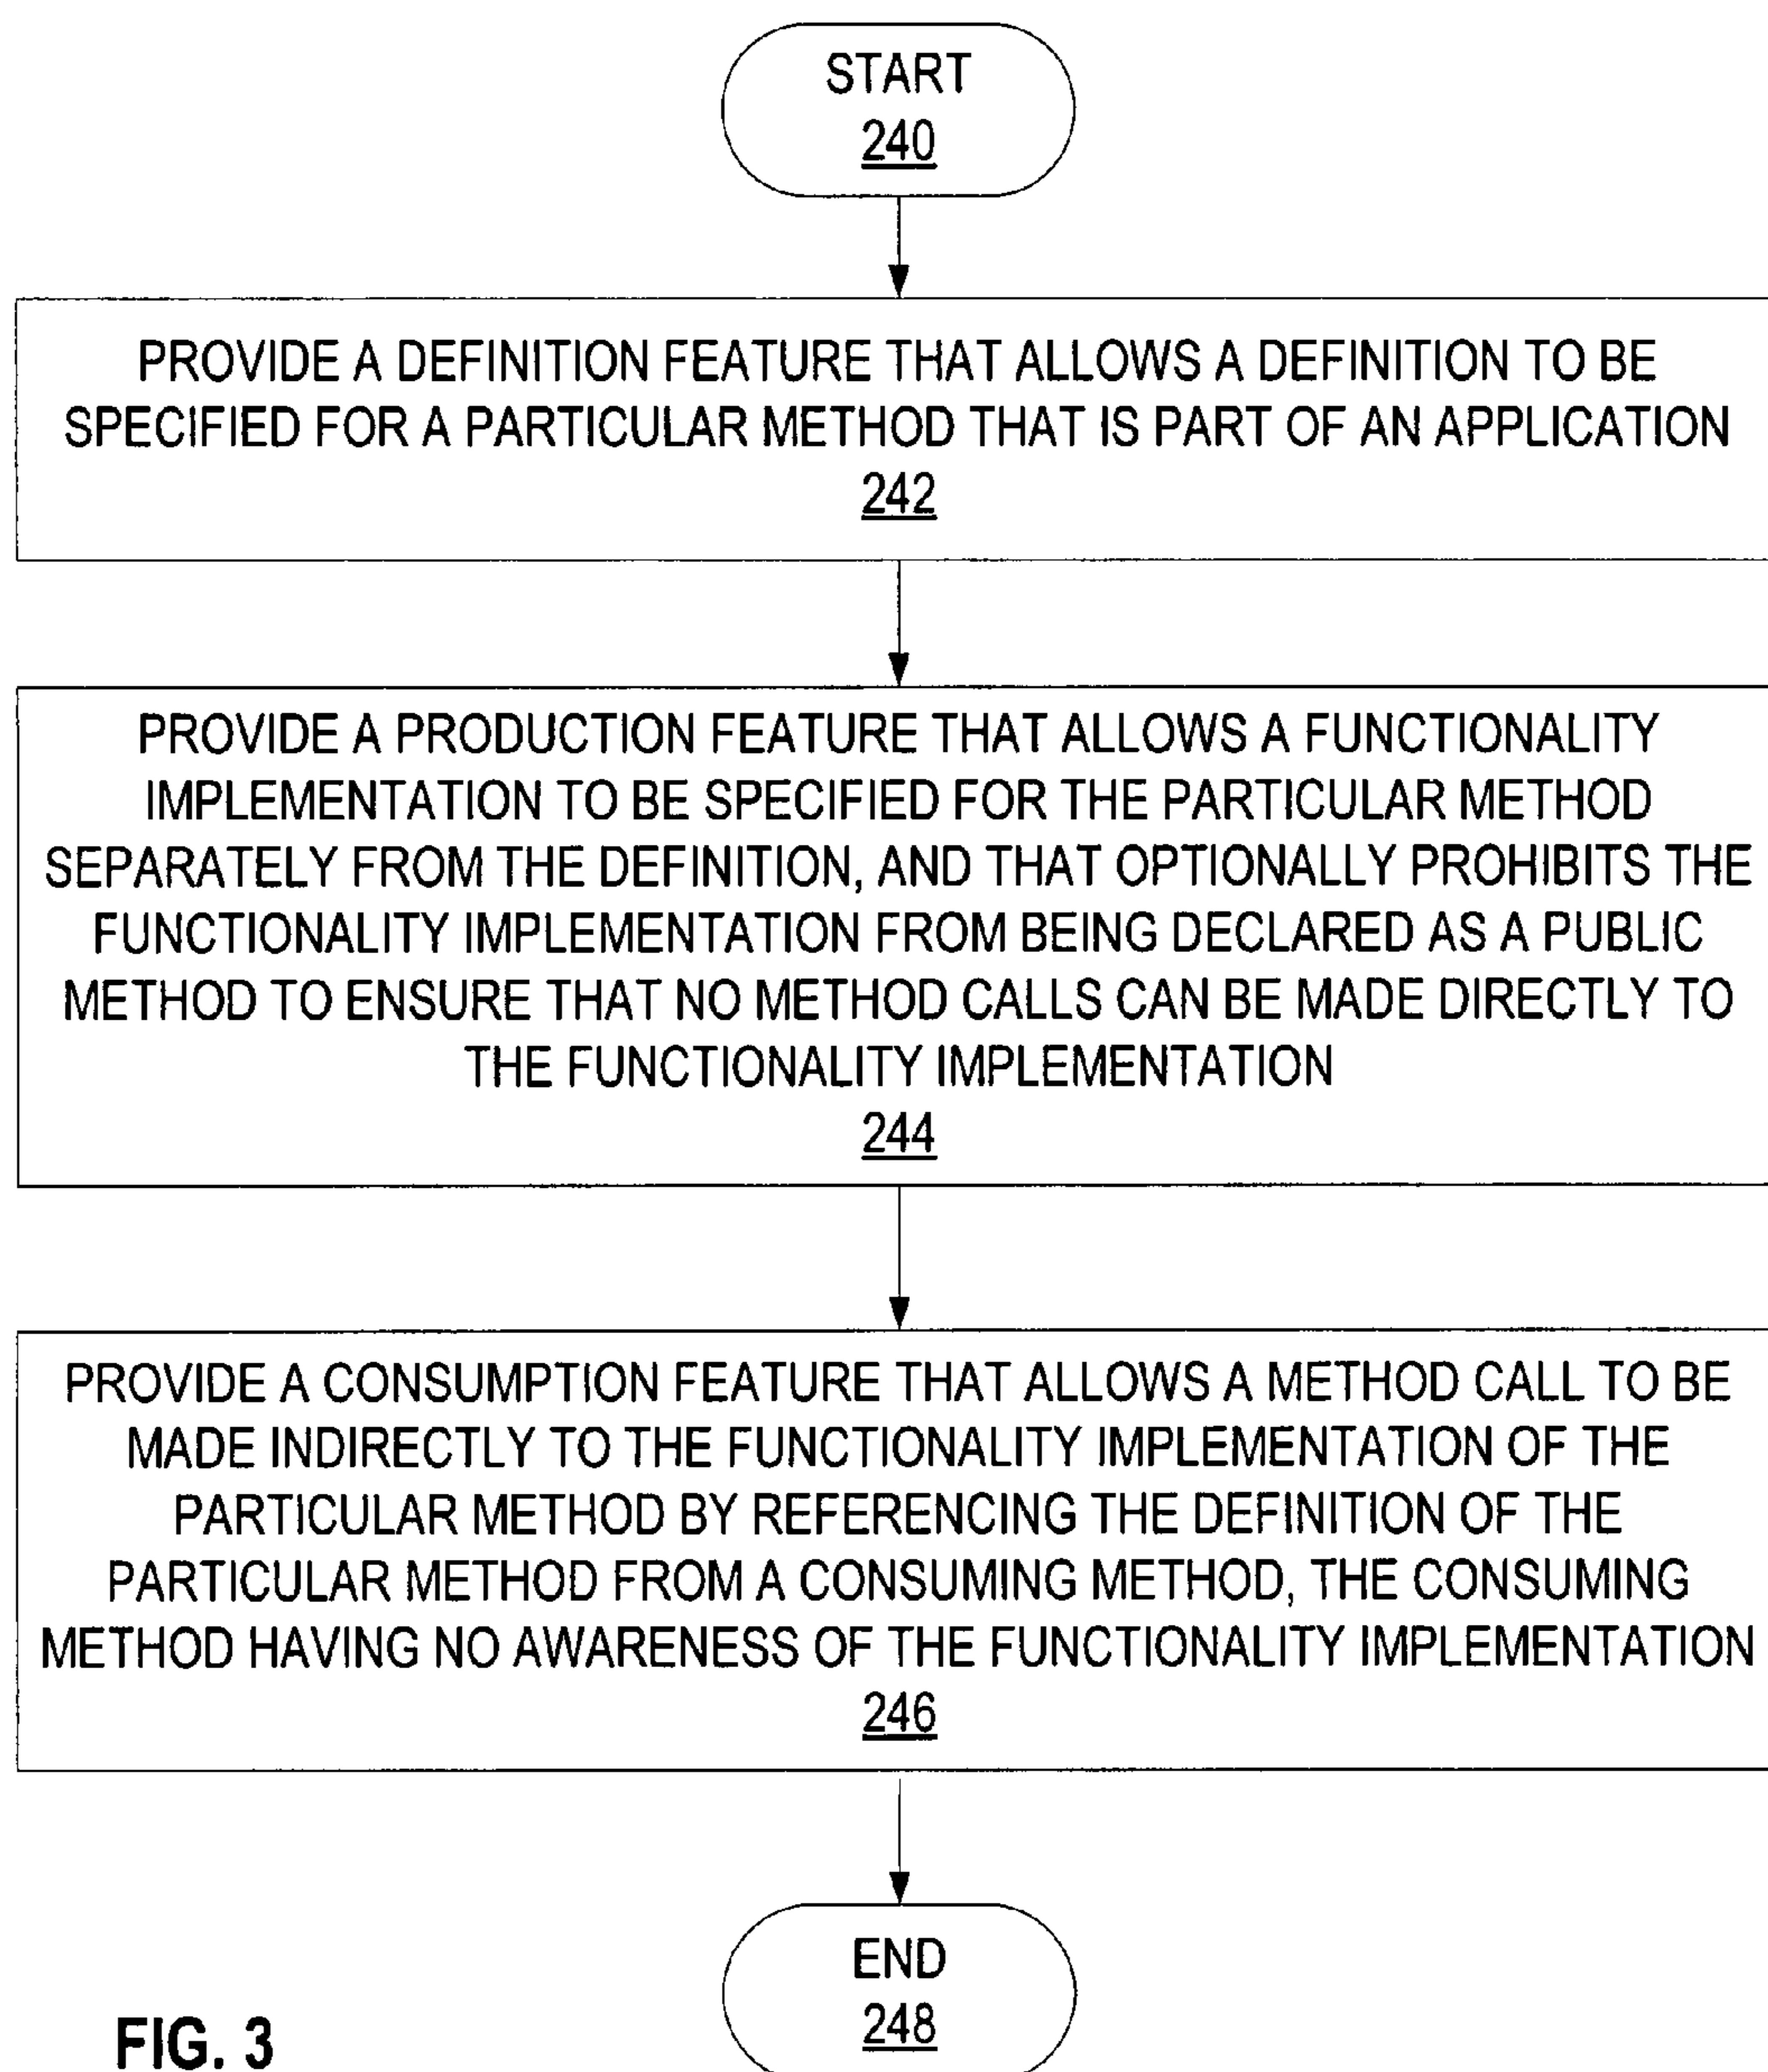 START
240
PROVIDE A DEFINITION FEATURE THAT ALLOWS A DEFINITION TO BE
SPECIFIED FOR A PARTICULAR METHOD THAT IS PART OF AN APPLICATION
242
PROVIDE A PRODUCTION FEATURE THAT ALLOWS A FUNCTIONALITY
IMPLEMENTATION TO BE SPECIFIED FOR THE PARTICULAR METHOD
SEPARATELY FROM THE DEFINITION, AND THAT OPTIONALLY PROHIBITS THE
FUNCTIONALITY IMPLEMENTATION FROM BEING DECLARED AS A PUBLIC
METHOD TO ENSURE THAT NO METHOD CALLS CAN BE MADE DIRECTLY TO
THE FUNCTIONALITY IMPLEMENTATION
244
PROVIDE A CONSUMPTION FEATURE THAT ALLOWS A METHOD CALL TO BE
MADE INDIRECTLY TO THE FUNCTIONALITY IMPLEMENTATION OF THE
PARTICULAR METHOD BY REFERENCING THE DEFINITION OF THE
PARTICULAR METHOD FROM A CONSUMING METHOD, THE CONSUMING
METHOD HAVING NO AWARENESS OF THE FUNCTIONALITY IMPLEMENTATION
246
END
248
FIG. 3